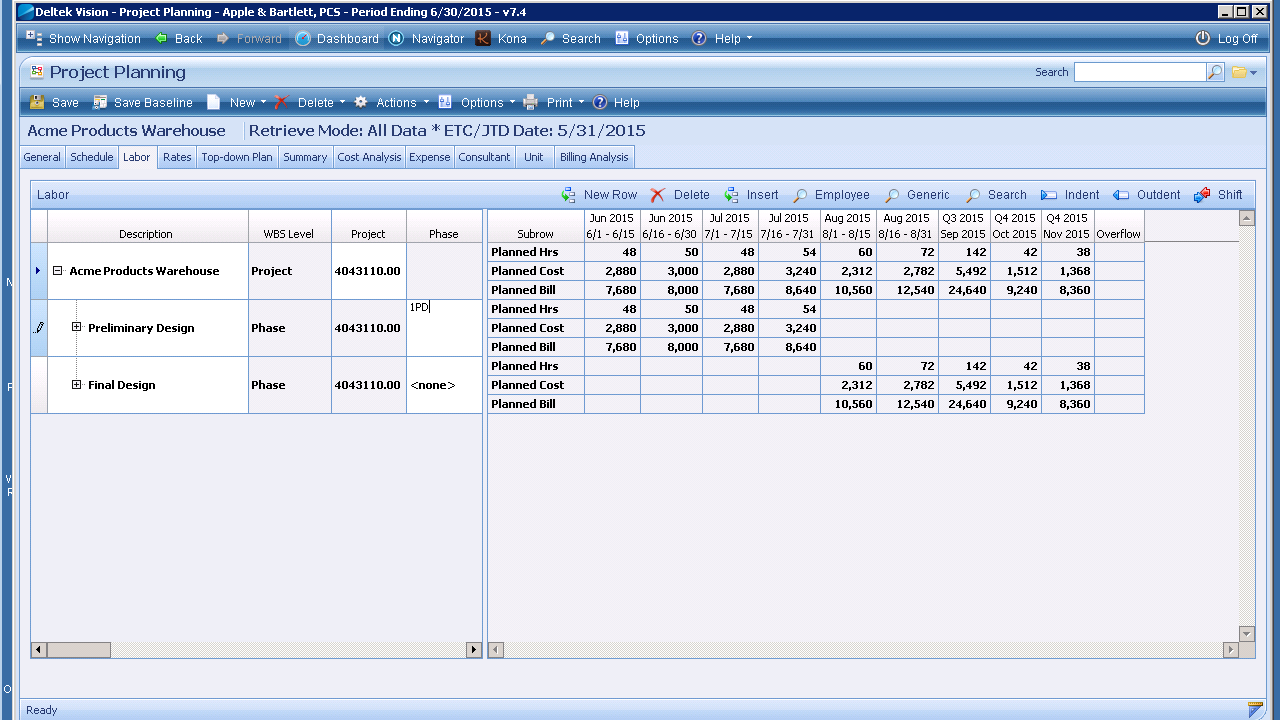 Deltek Vision - Project Planning - Apple & Bartlett, PCS - Period Ending 6/30/2015 - v7.4
Show Navigation Back Forward Dashboard Navigator Kona Search Options Help Log Off
Project Planning Search
Save Save Baseline New Delete Actions Options Print Help
Acme Products Warehouse Retrieve Mode: All Data * ETC/JTD Date: 5/31/2015
General Schedule Labor Rates Top-down Plan Summary Cost Analysis Expense Consultant Unit Billing Analysis
Labor New Row Delete Insert Employee Generic Search Indent Outdent Shift
Jun 2015 Jun 2015 Jul 2015 Jul 2015 Aug 2015 Aug 2015 Q3 2015 Q4 2015 Q4 2015
Description WBS Level Project Phase Subrow 6/1 - 6/15 6/16 - 6/30 7/1 - 7/15 7/16 - 7/31 8/1 - 8/15 8/16 - 8/31 Sep 2015 Oct 2015 Nov 2015 Overflow
Planned Hrs 48 50 48 54 60 72 142 42 38
Acme Products Warehouse Project 4043110.00 Planned Cost 2,880 3,000 2,880 3,240 2,312 2,782 5,492 1,512 1,368
Planned Bill 7,680 8,000 7,680 8,640 10,560 12,540 24,640 9,240 8,360
1PD Planned Hrs 48 50 48 54
Preliminary Design Phase 4043110.00 Planned Cost 2,880 3,000 2,880 3,240
Planned Bill 7,680 8,000 7,680 8,640
Planned Hrs 60 72 142 42 38
Final Design Phase 4043110.00 <none> Planned Cost 2,312 2,782 5,492 1,512 1,368
Planned Bill 10,560 12,540 24,640 9,240 8,360
Ready